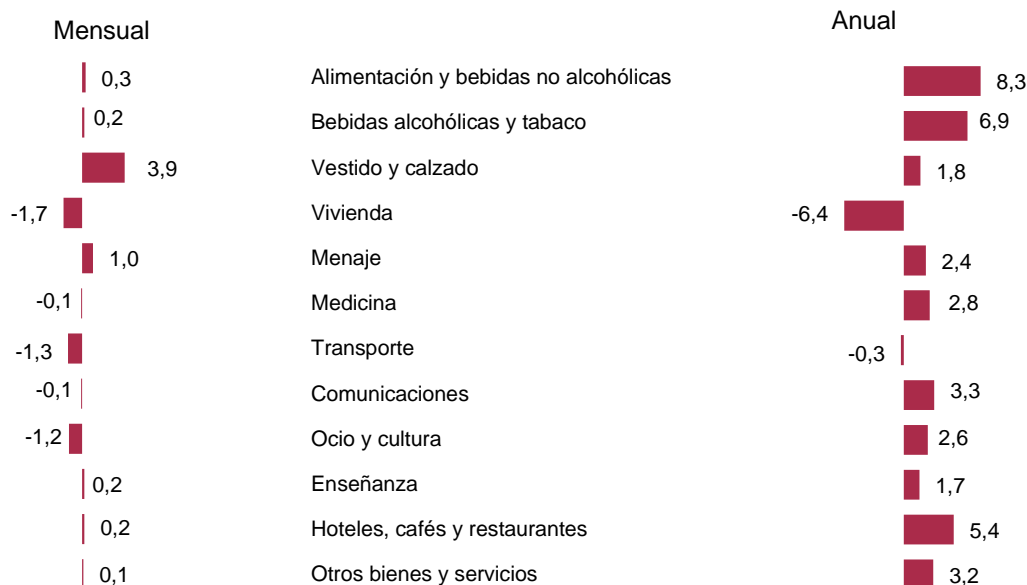 Mensual Anual
0,3 Alimentación y bebidas no alcohólicas 8,3
0,2 Bebidas alcohólicas y tabaco 6,9
3,9 Vestido y calzado 1,8
-1,7 Vivienda -6,4
1,0 Menaje 2,4
-0,1 Medicina 2,8
-1,3 Transporte -0,3
-0,1 Comunicaciones 3,3
-1,2 Ocio y cultura 2,6
0,2 Enseñanza 1,7
0,2 Hoteles, cafés y restaurantes 5,4
0,1 Otros bienes y servicios 3,2